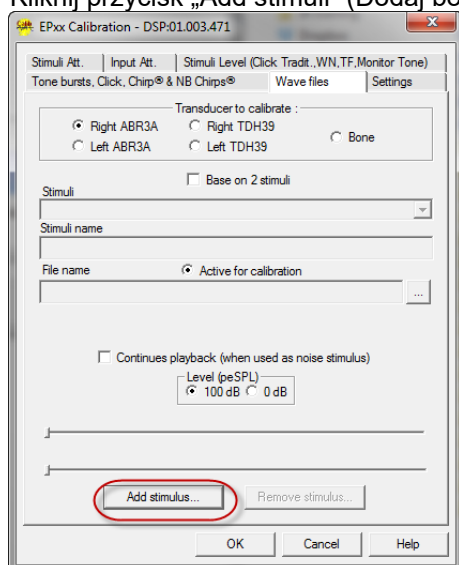 Kliknij przycisk „Add stimuli” (Dodaj bo
EPxx Calibration - DSP:01.003.471
Stimuli Att. Input Att. Stimuli Level (Click Tradit.,WN,TF,Monitor Tone)
Tone bursts, Click, Chirp® & NB Chirps® Wave files Settings
Transducer to calibrate :
Right ABR3A Right TDH39 Bone
Left ABR3A Left TDH39
Base on 2 stimuli
Stimuli
Stimuli name
File name Active for calibration
...
Continues playback (when used as noise stimulus)
Level (peSPL)
100 dB 0 dB
Add stimulus... Remove stimulus...
OK Cancel Help